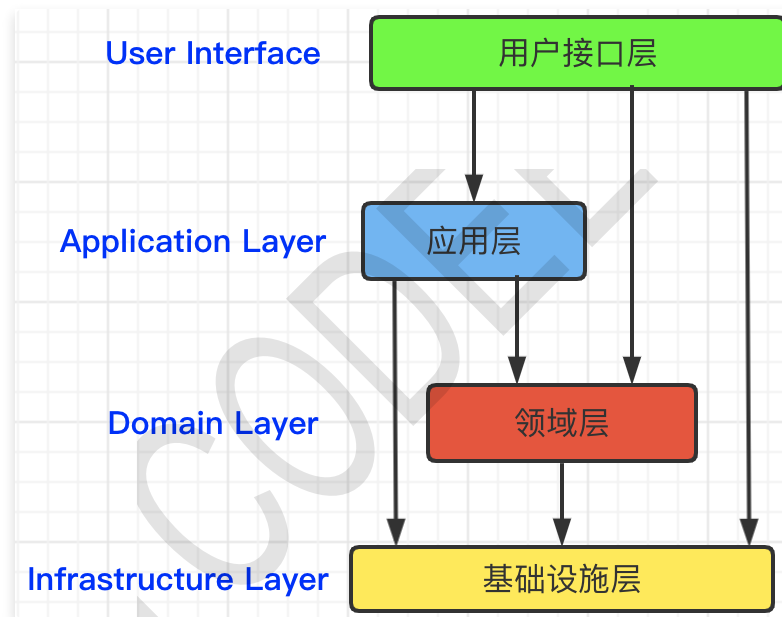 User Interface
用户接口层
Application Layer
应用层
Domain Layer
领域层
Infrastructure Layer
基础设施层
CODE